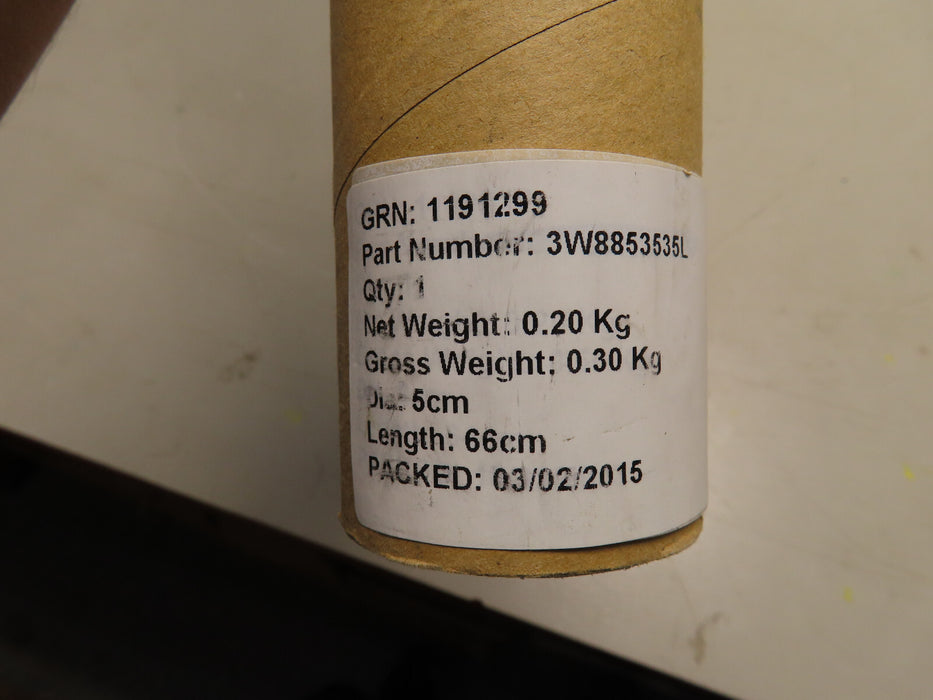 GRN: 1191299
Part Number: 3W8853535L
Qty: 1
Net Weight: 0.20 Kg
Gross Weight: 0.30 Kg
Dia: 5cm
Length: 66cm
PACKED: 03/02/2015